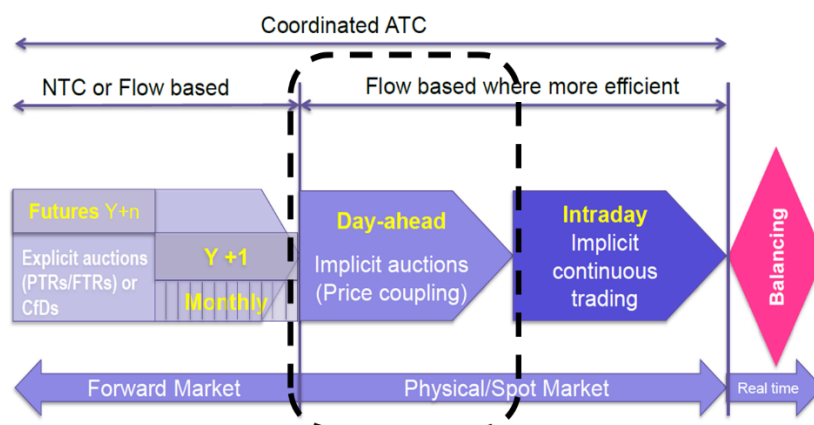 Coordinated ATC
NTC or Flow based
Flow based where more efficient
Futures Y+n
Explicit auctions
(PTRs/FTRs) or
CfDs
Y +1
Monthly
Day-ahead
Implicit auctions
(Price coupling)
Intraday
Implicit
continuous
trading
Balancing
Forward Market
Physical/Spot Market
Real time